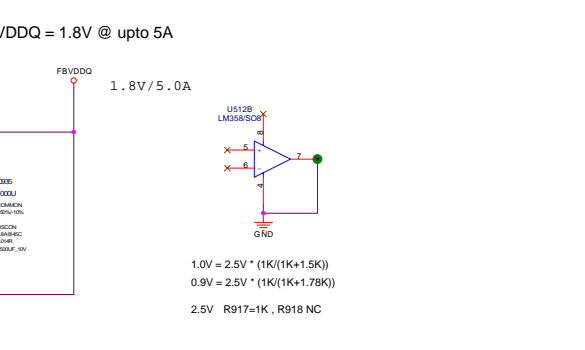 VDDQ = 1.8V @ upto 5A
FBVDDQ
1.8V/5.0A
U512B
LM358/SO8
8
5
+
7
6
-
4
GND
COMMON
1.0V = 2.5V * (1K/(1K+1.5K))
0.9V = 2.5V * (1K/(1K+1.78K))
2.5V R917=1K , R918 NC